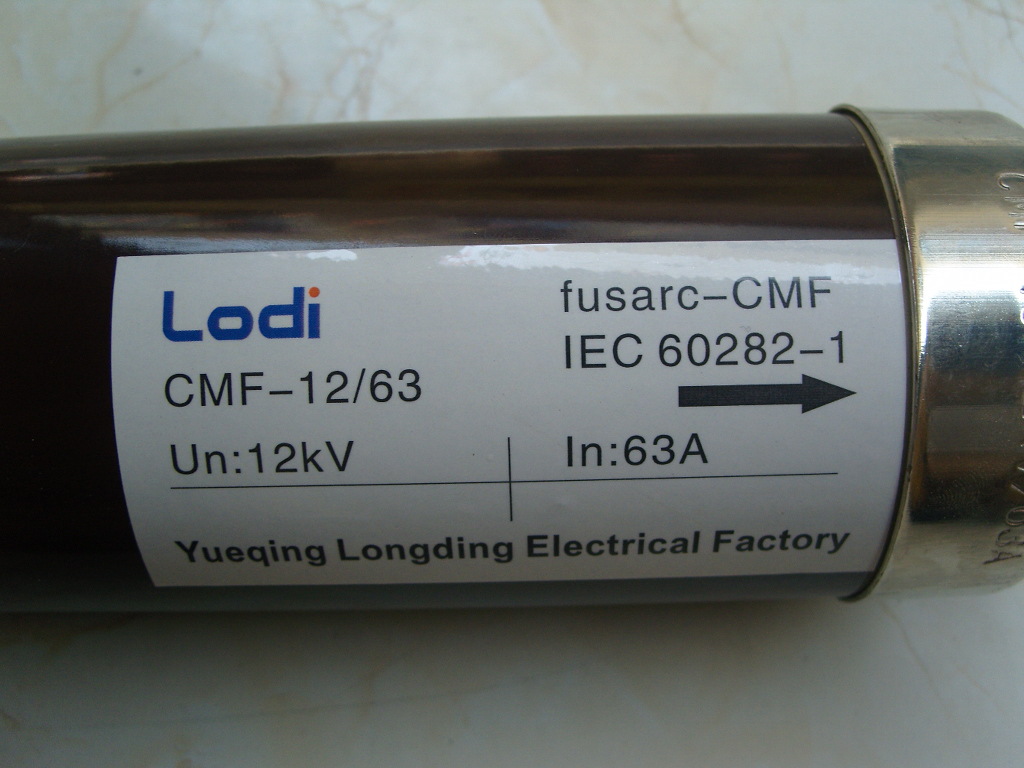 Lodi
CMF-12/63
fusarc-CMF
IEC 60282-1
Un:12kV
In:63A
Yueqing Longding Electrical Factory